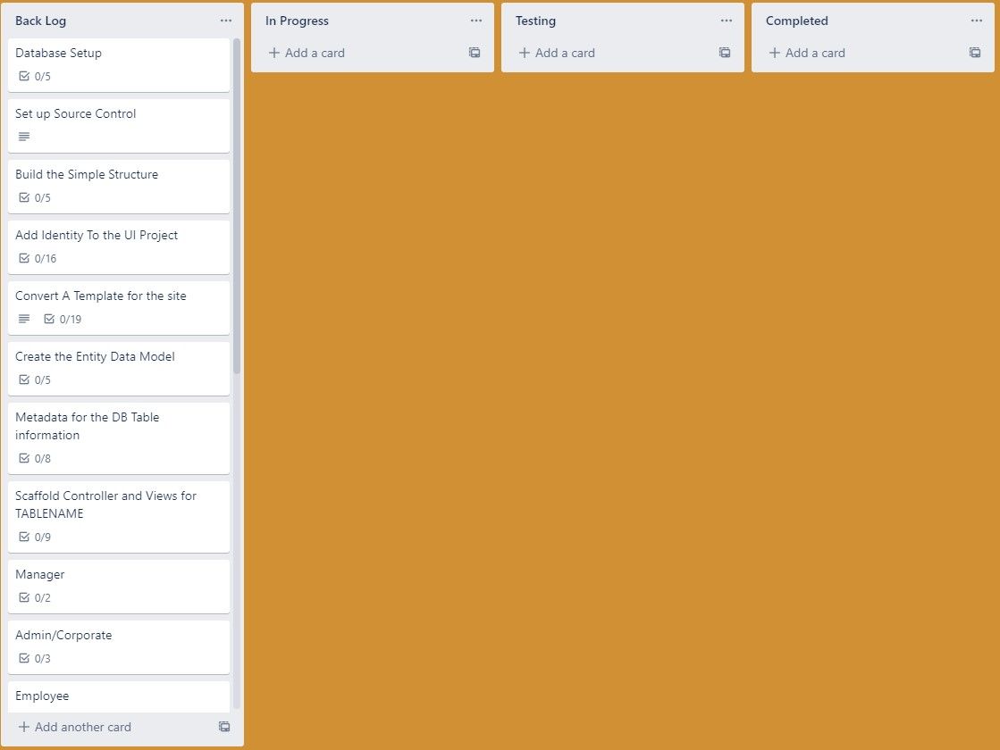 Back Log
Database Setup
0/5
Set up Source Control
Build the Simple Structure
0/5
Add Identity To the UI Project
0/16
Convert A Template for the site
0/19
Create the Entity Data Model
0/5
Metadata for the DB Table
information
0/8
Scaffold Controller and Views for
TABLENAME
0/9
Manager
0/2
Admin/Corporate
0/3
Employee
+ Add another card
In Progress
+ Add a card
Testing
+ Add a card
Completed
+ Add a card